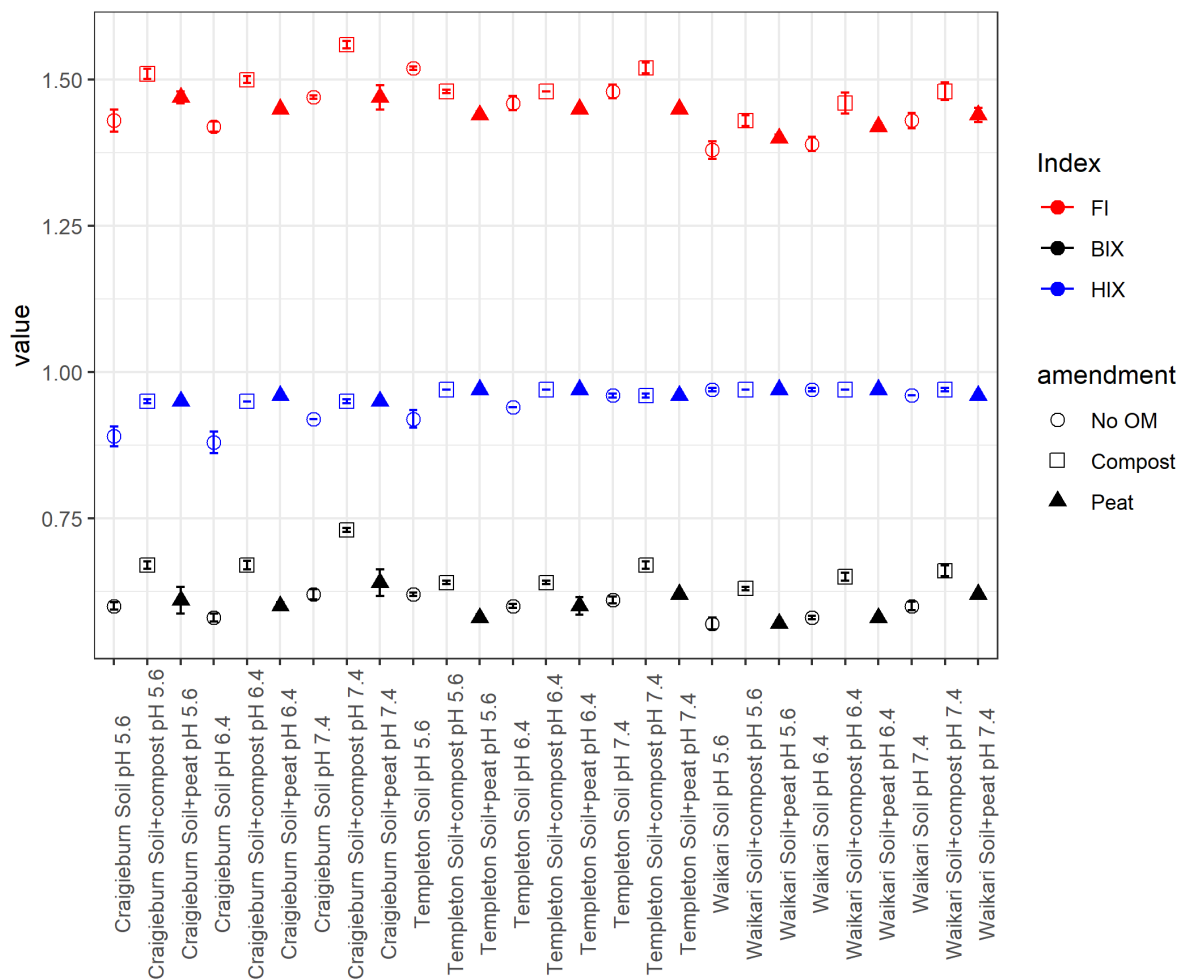 1.50
1.25
1.00
0.75
value
Craigieburn Soil pH 5.6
Craigieburn Soil+compost pH 5.6
Craigieburn Soil+peat pH 5.6
Craigieburn Soil pH 6.4
Craigieburn Soil+compost pH 6.4
Craigieburn Soil+peat pH 6.4
Craigieburn Soil pH 7.4
Craigieburn Soil+compost pH 7.4
Craigieburn Soil+peat pH 7.4
Templeton Soil pH 5.6
Templeton Soil+compost pH 5.6
Templeton Soil+peat pH 5.6
Templeton Soil pH 6.4
Templeton Soil+compost pH 6.4
Templeton Soil+peat pH 6.4
Templeton Soil pH 7.4
Templeton Soil+compost pH 7.4
Templeton Soil+peat pH 7.4
Waikari Soil pH 5.6
Waikari Soil+compost pH 5.6
Waikari Soil+peat pH 5.6
Waikari Soil pH 6.4
Waikari Soil+compost pH 6.4
Waikari Soil+peat pH 6.4
Waikari Soil pH 7.4
Waikari Soil+compost pH 7.4
Waikari Soil+peat pH 7.4
Index
FI
BIX
HIX
amendment
No OM
Compost
Peat